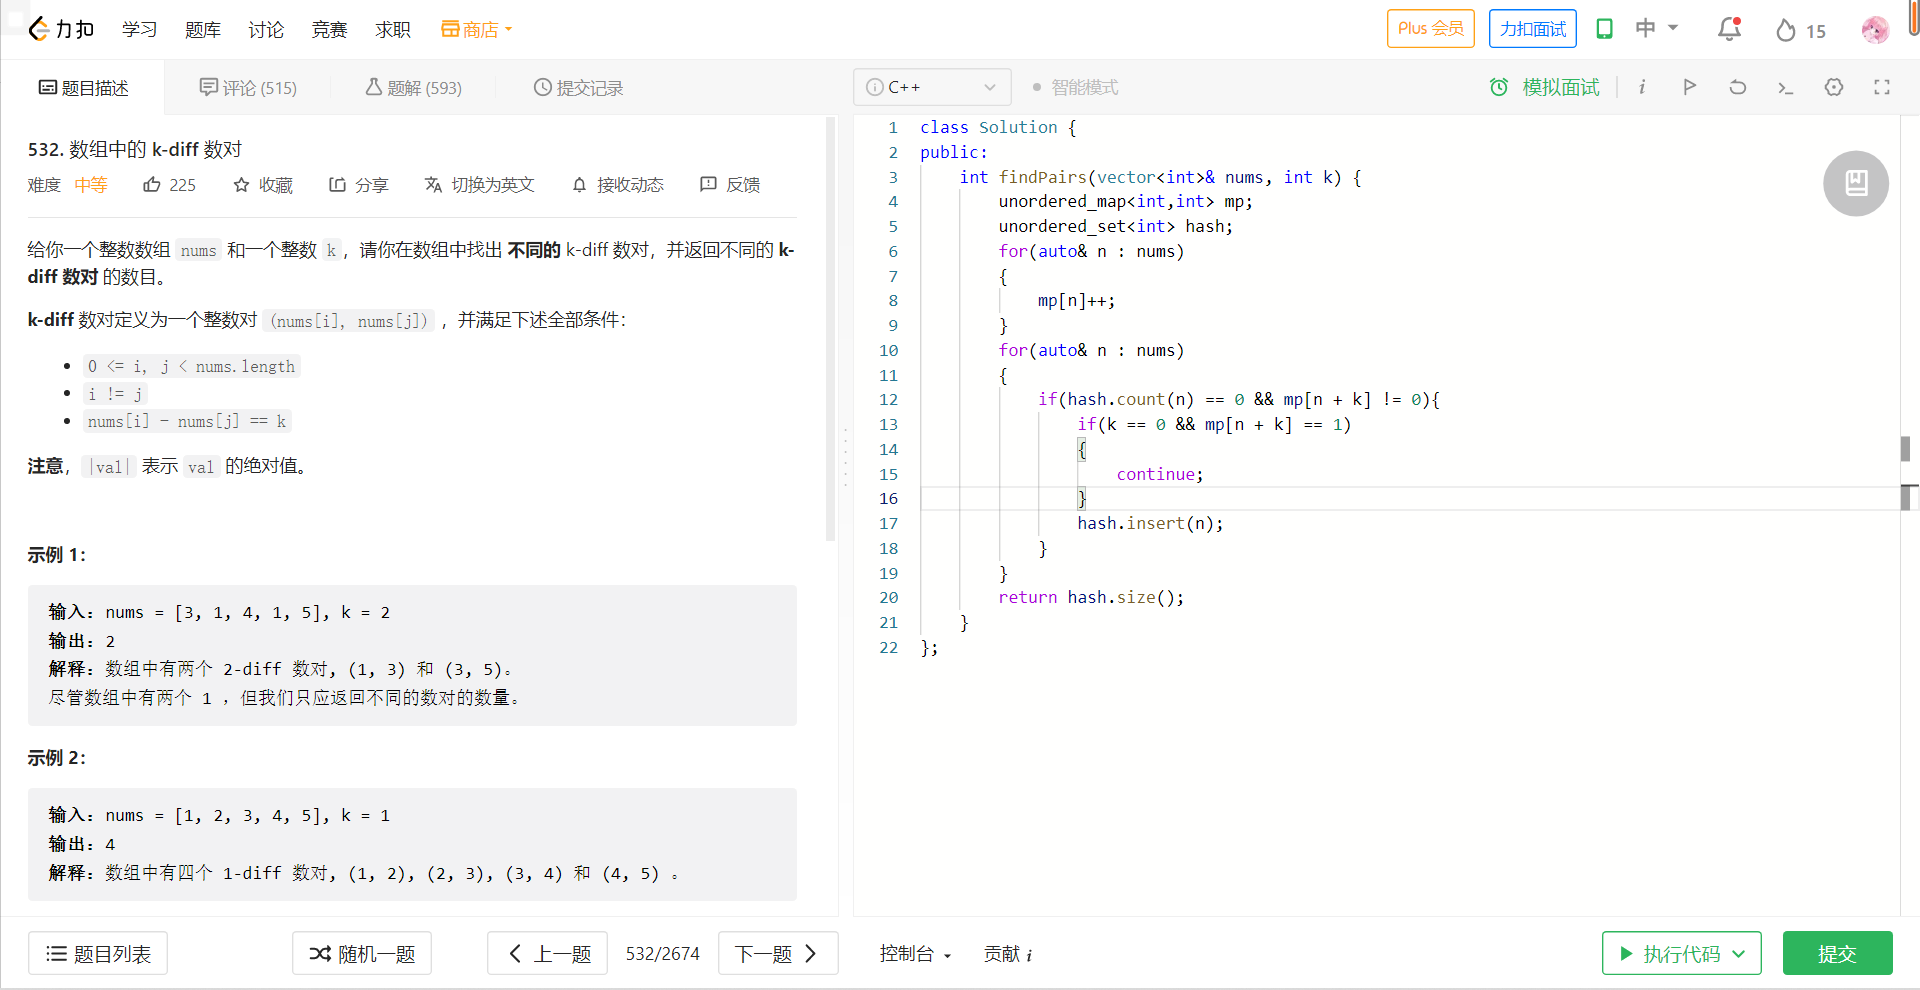 力扣 学习 题库 讨论 竞赛 求职 商店 Plus 会员 力扣面试 中 15
题目描述 评论 (515) 题解 (593) 提交记录
532. 数组中的 k-diff 数对
难度 中等 225 收藏 分享 切换为英文 接收动态 反馈
给你一个整数数组 nums 和一个整数 k，请你在数组中找出 不同的 k-diff 数对，并返回不同的 k-
diff 数对 的数目。
k-diff 数对定义为一个整数对 (nums[i], nums[j]) ，并满足下述全部条件：
0 <= i, j < nums.length
i != j
nums[i] - nums[j] == k
注意，|val| 表示 val 的绝对值。
示例 1：
输入：nums = [3, 1, 4, 1, 5], k = 2
输出：2
解释：数组中有两个 2-diff 数对, (1, 3) 和 (3, 5)。
尽管数组中有两个 1 ，但我们只应返回不同的数对的数量。
示例 2：
输入：nums = [1, 2, 3, 4, 5], k = 1
输出：4
解释：数组中有四个 1-diff 数对, (1, 2), (2, 3), (3, 4) 和 (4, 5) 。
题目列表 随机一题 上一题 532/2674 下一题
C++ 智能模式 模拟面试 i
1 class Solution {
2 public:
3 int findPairs(vector<int>& nums, int k) {
4 unordered_map<int,int> mp;
5 unordered_set<int> hash;
6 for(auto& n : nums)
7 {
8 mp[n]++;
9 }
10 for(auto& n : nums)
11 {
12 if(hash.count(n) == 0 && mp[n + k] != 0){
13 if(k == 0 && mp[n + k] == 1)
14 {
15 continue;
16 }
17 hash.insert(n);
18 }
19 }
20 return hash.size();
21 }
22 };
控制台 贡献 i 执行代码 提交